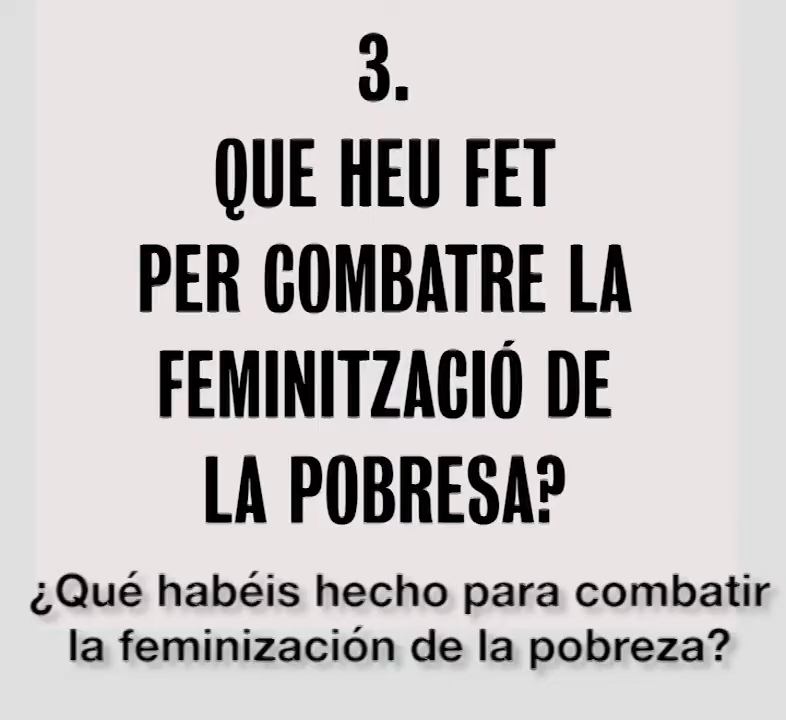 3.
QUE HEU FET
PER COMBATRE LA
FEMINITZACIÓ DE
LA POBRESA?
¿Qué habéis hecho para combatir
la feminización de la pobreza?